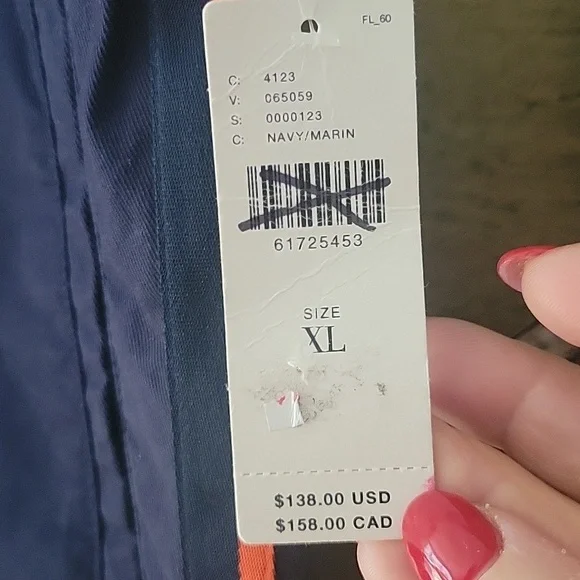 FL_60
C: 4123
V: 065059
S: 0000123
C: NAVY/MARIN
61725453
SIZE
XL
$138.00 USD
$158.00 CAD